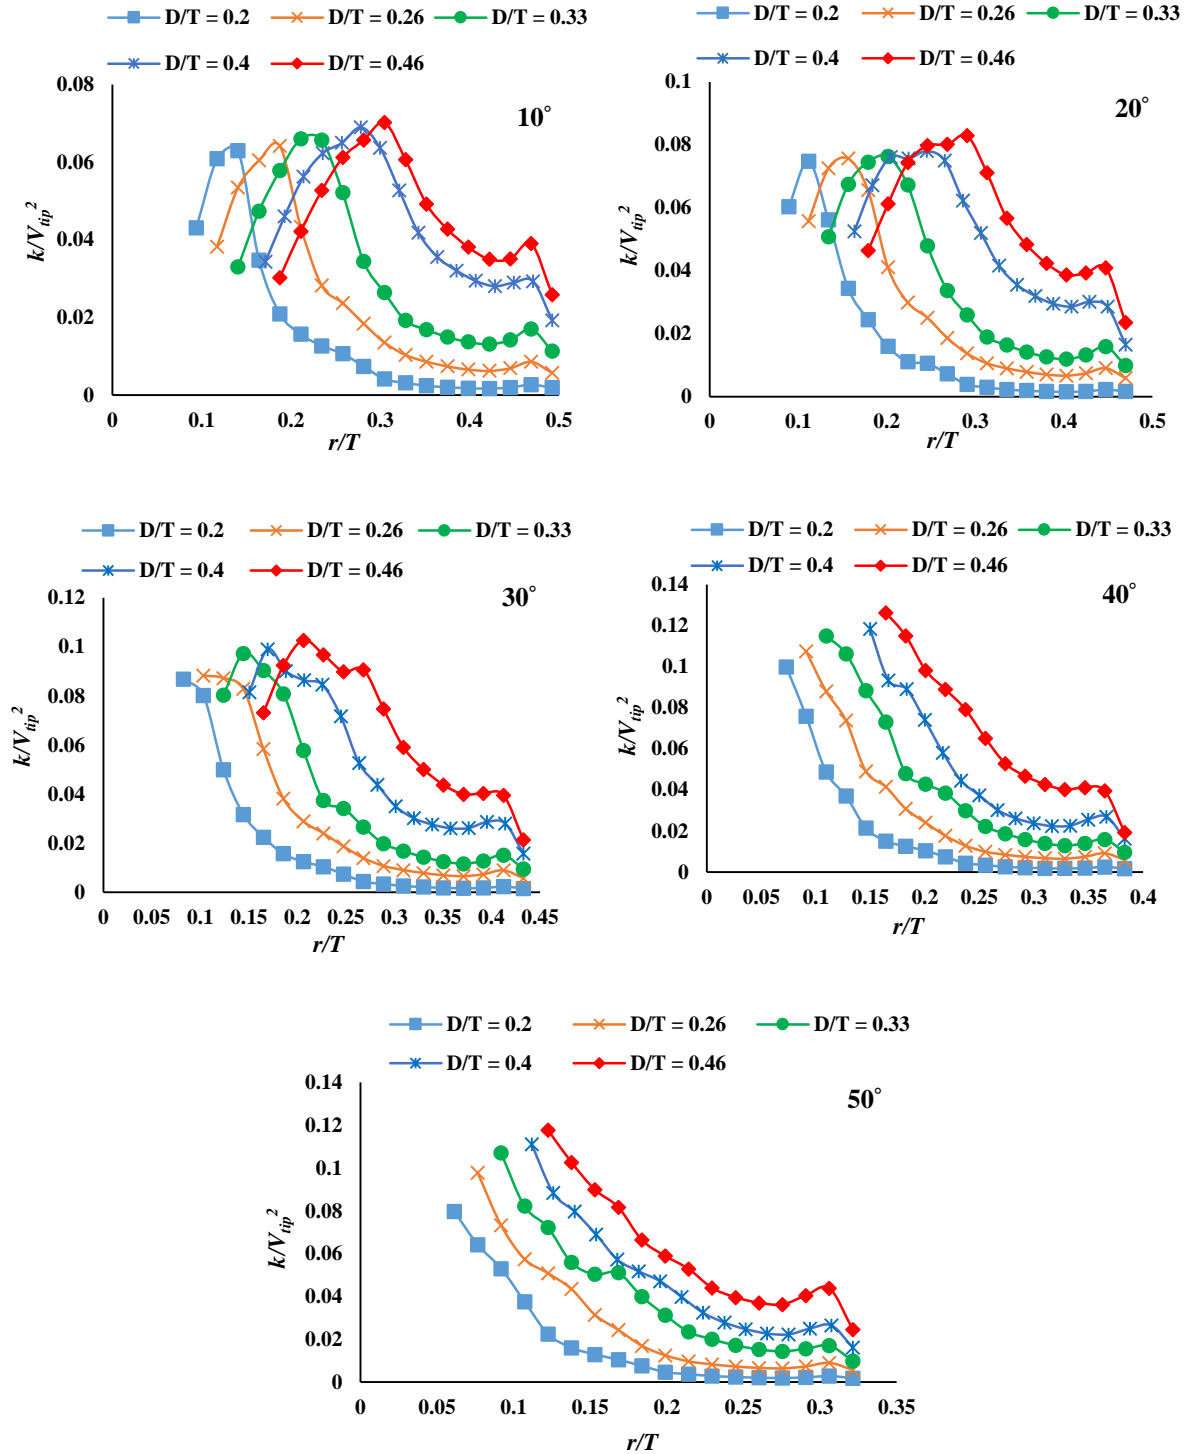 D/T = 0.2 D/T = 0.26 D/T = 0.33
D/T = 0.4 D/T = 0.46
10°
k/V_tip^2
0.08
0.06
0.04
0.02
0
0 0.1 0.2 0.3 0.4 0.5
r/T
D/T = 0.2 D/T = 0.26 D/T = 0.33
D/T = 0.4 D/T = 0.46
20°
k/V_tip^2
0.1
0.08
0.06
0.04
0.02
0
0 0.1 0.2 0.3 0.4 0.5
r/T
D/T = 0.2 D/T = 0.26 D/T = 0.33
D/T = 0.4 D/T = 0.46
30°
k/V_tip^2
0.12
0.1
0.08
0.06
0.04
0.02
0
0 0.05 0.1 0.15 0.2 0.25 0.3 0.35 0.4 0.45
r/T
D/T = 0.2 D/T = 0.26 D/T = 0.33
D/T = 0.4 D/T = 0.46
40°
k/V_tip^2
0.14
0.12
0.1
0.08
0.06
0.04
0.02
0
0 0.05 0.1 0.15 0.2 0.25 0.3 0.35 0.4
r/T
D/T = 0.2 D/T = 0.26 D/T = 0.33
D/T = 0.4 D/T = 0.46
50°
k/V_tip^2
0.14
0.12
0.1
0.08
0.06
0.04
0.02
0
0 0.05 0.1 0.15 0.2 0.25 0.3 0.35
r/T